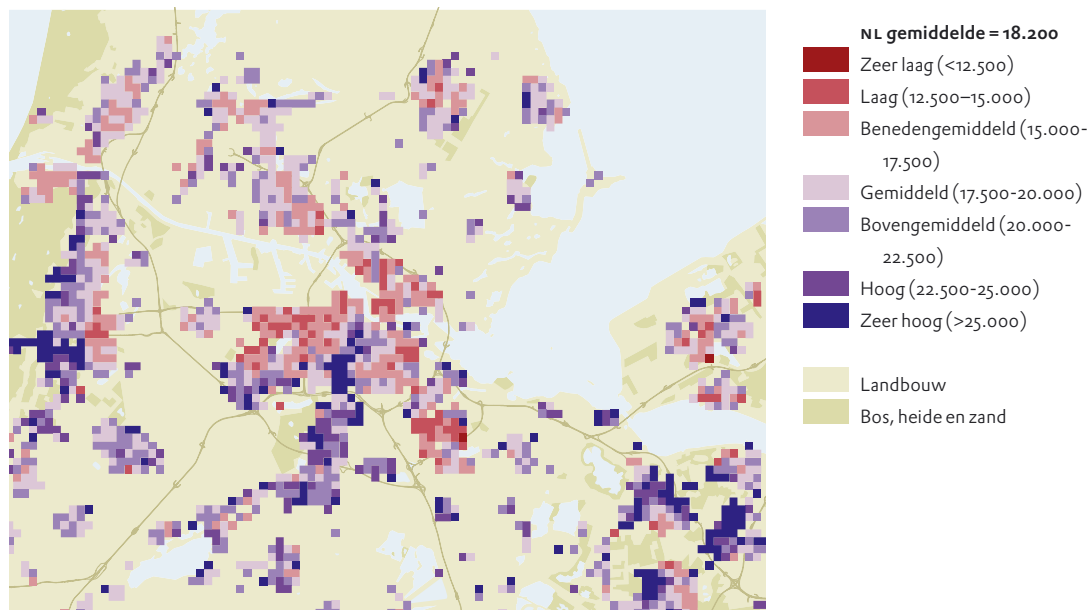 NL gemiddelde = 18.200
Zeer laag (<12.500)
Laag (12.500–15.000)
Benedengemiddeld (15.000-
17.500)
Gemiddeld (17.500-20.000)
Bovengemiddeld (20.000-
22.500)
Hoog (22.500-25.000)
Zeer hoog (>25.000)
Landbouw
Bos, heide en zand